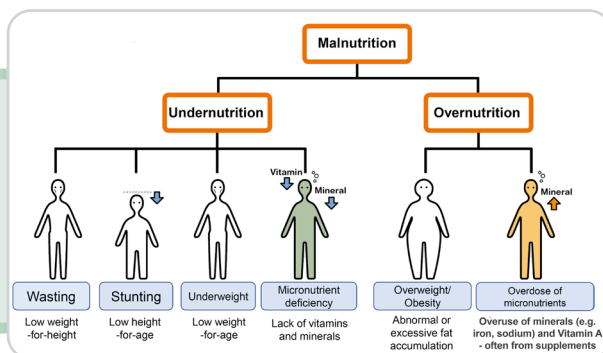 Malnutrition
Undernutrition
Overnutrition
Vitamin
Mineral
Mineral
Wasting
Stunting
Underweight
Micronutrient
deficiency
Overweight/
Obesity
Overdose of
micronutrients
Low weight
-for-height
Low height
-for-age
Low weight
-for-age
Lack of vitamins
and minerals
Abnormal or
excessive fat
accumulation
Overuse of minerals (e.g.
iron, sodium) and Vitamin A
- often from supplements